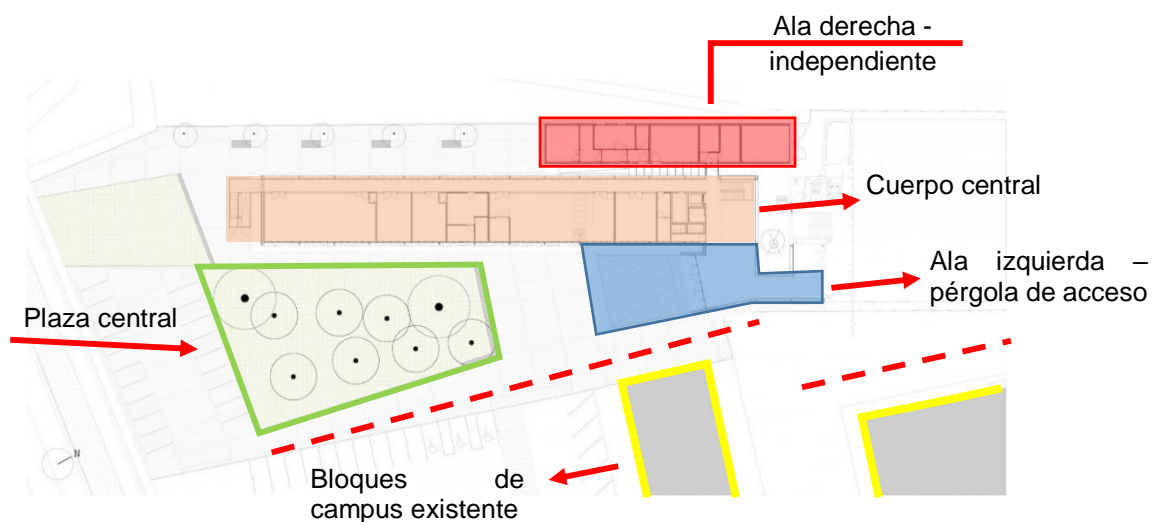 Ala derecha -
independiente
Cuerpo central
Ala izquierda –
pérgola de acceso
Plaza central
N
Bloques de
campus existente